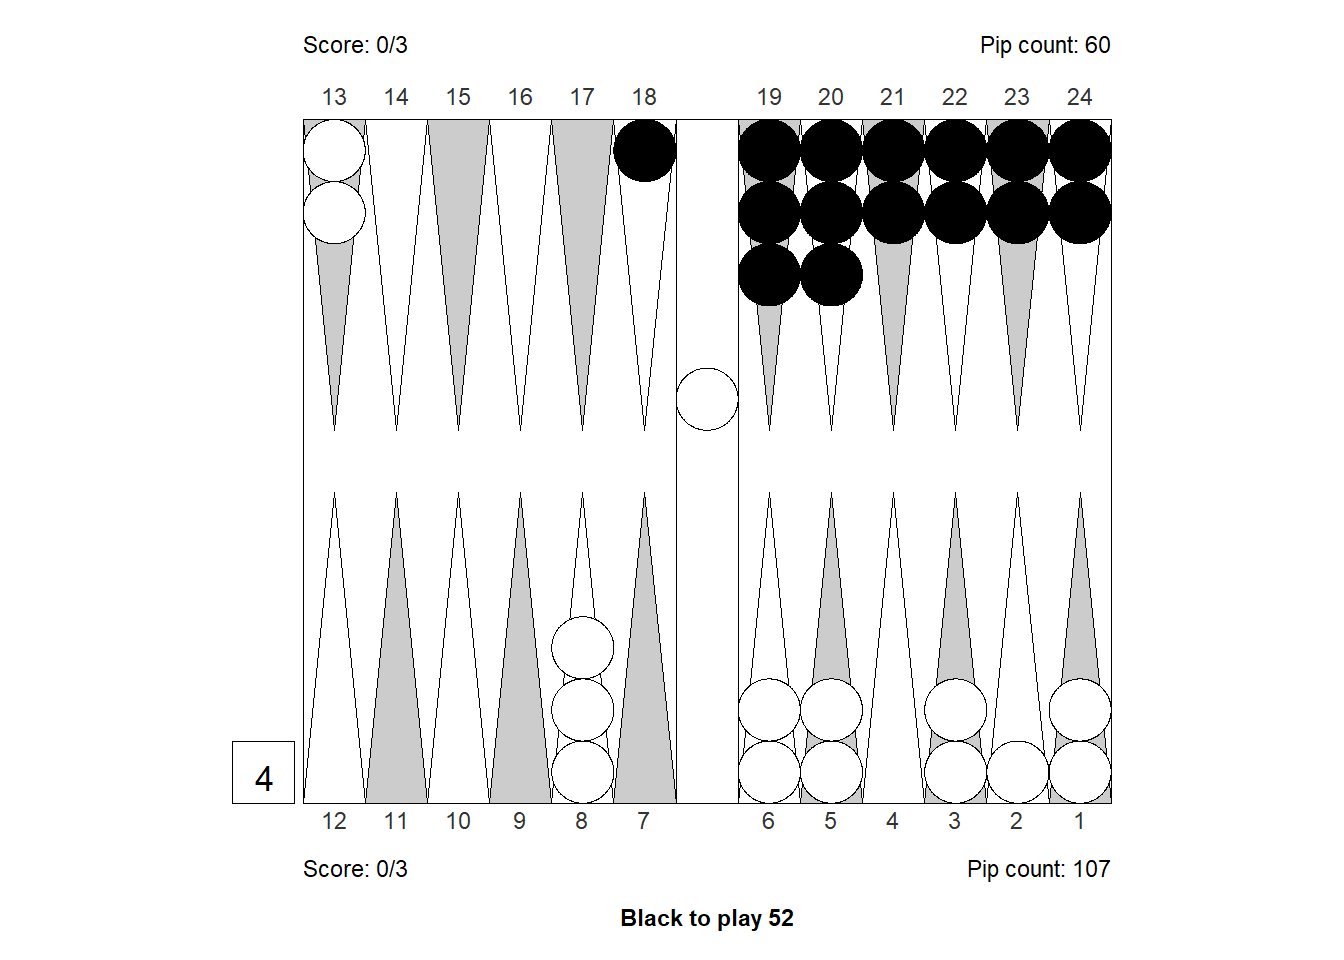 Score: 0/3 Pip count: 60
13 14 15 16 17 18 19 20 21 22 23 24
4
12 11 10 9 8 7 6 5 4 3 2 1
Score: 0/3 Pip count: 107
Black to play 52